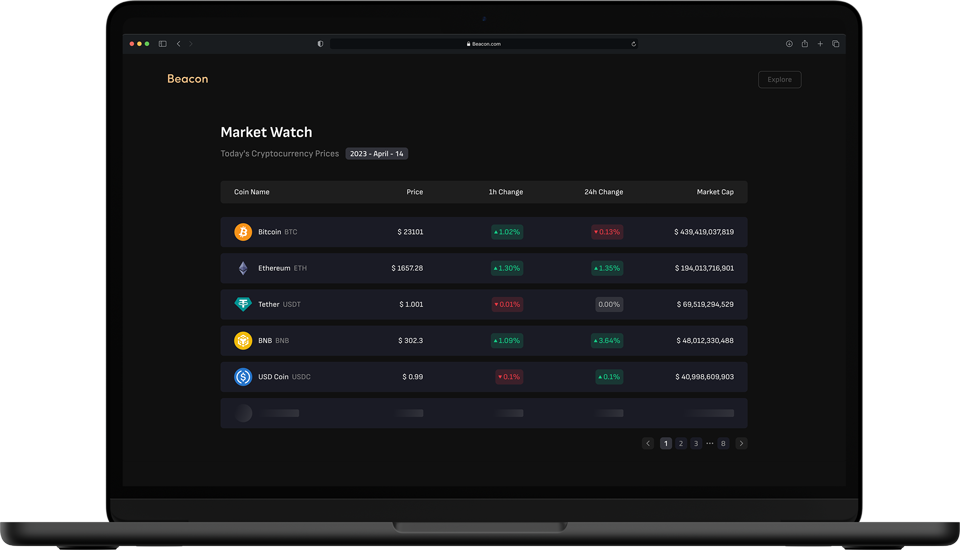 Beacon.com
Beacon
Explore
Market Watch
Today's Cryptocurrency Prices 2023 - April - 14
Coin Name Price 1h Change 24h Change Market Cap
Bitcoin BTC $ 23101 ▲1.02% ▼0.13% $ 439,419,037,819
Ethereum ETH $ 1657.28 ▲1.30% ▲1.35% $ 194,013,716,901
Tether USDT $ 1.001 ▼0.01% 0.00% $ 69,519,294,529
BNB BNB $ 302.3 ▲1.09% ▲3.64% $ 48,012,330,488
USD Coin USDC $ 0.99 ▼0.1% ▲0.1% $ 40,998,609,903
1 2 3 ••• 8